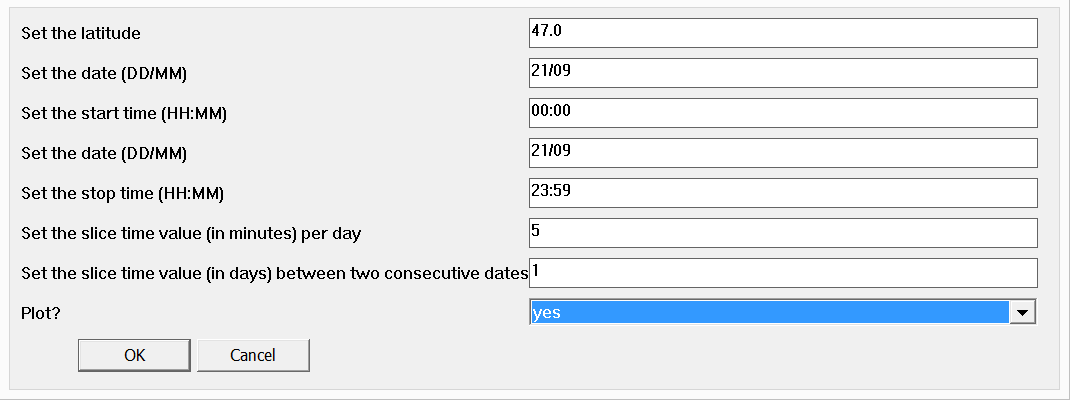 Set the latitude 47.0
Set the date (DD/MM) 21/09
Set the start time (HH:MM) 00:00
Set the date (DD/MM) 21/09
Set the stop time (HH:MM) 23:59
Set the slice time value (in minutes) per day 5
Set the slice time value (in days) between two consecutive dates 1
Plot? yes
OK Cancel